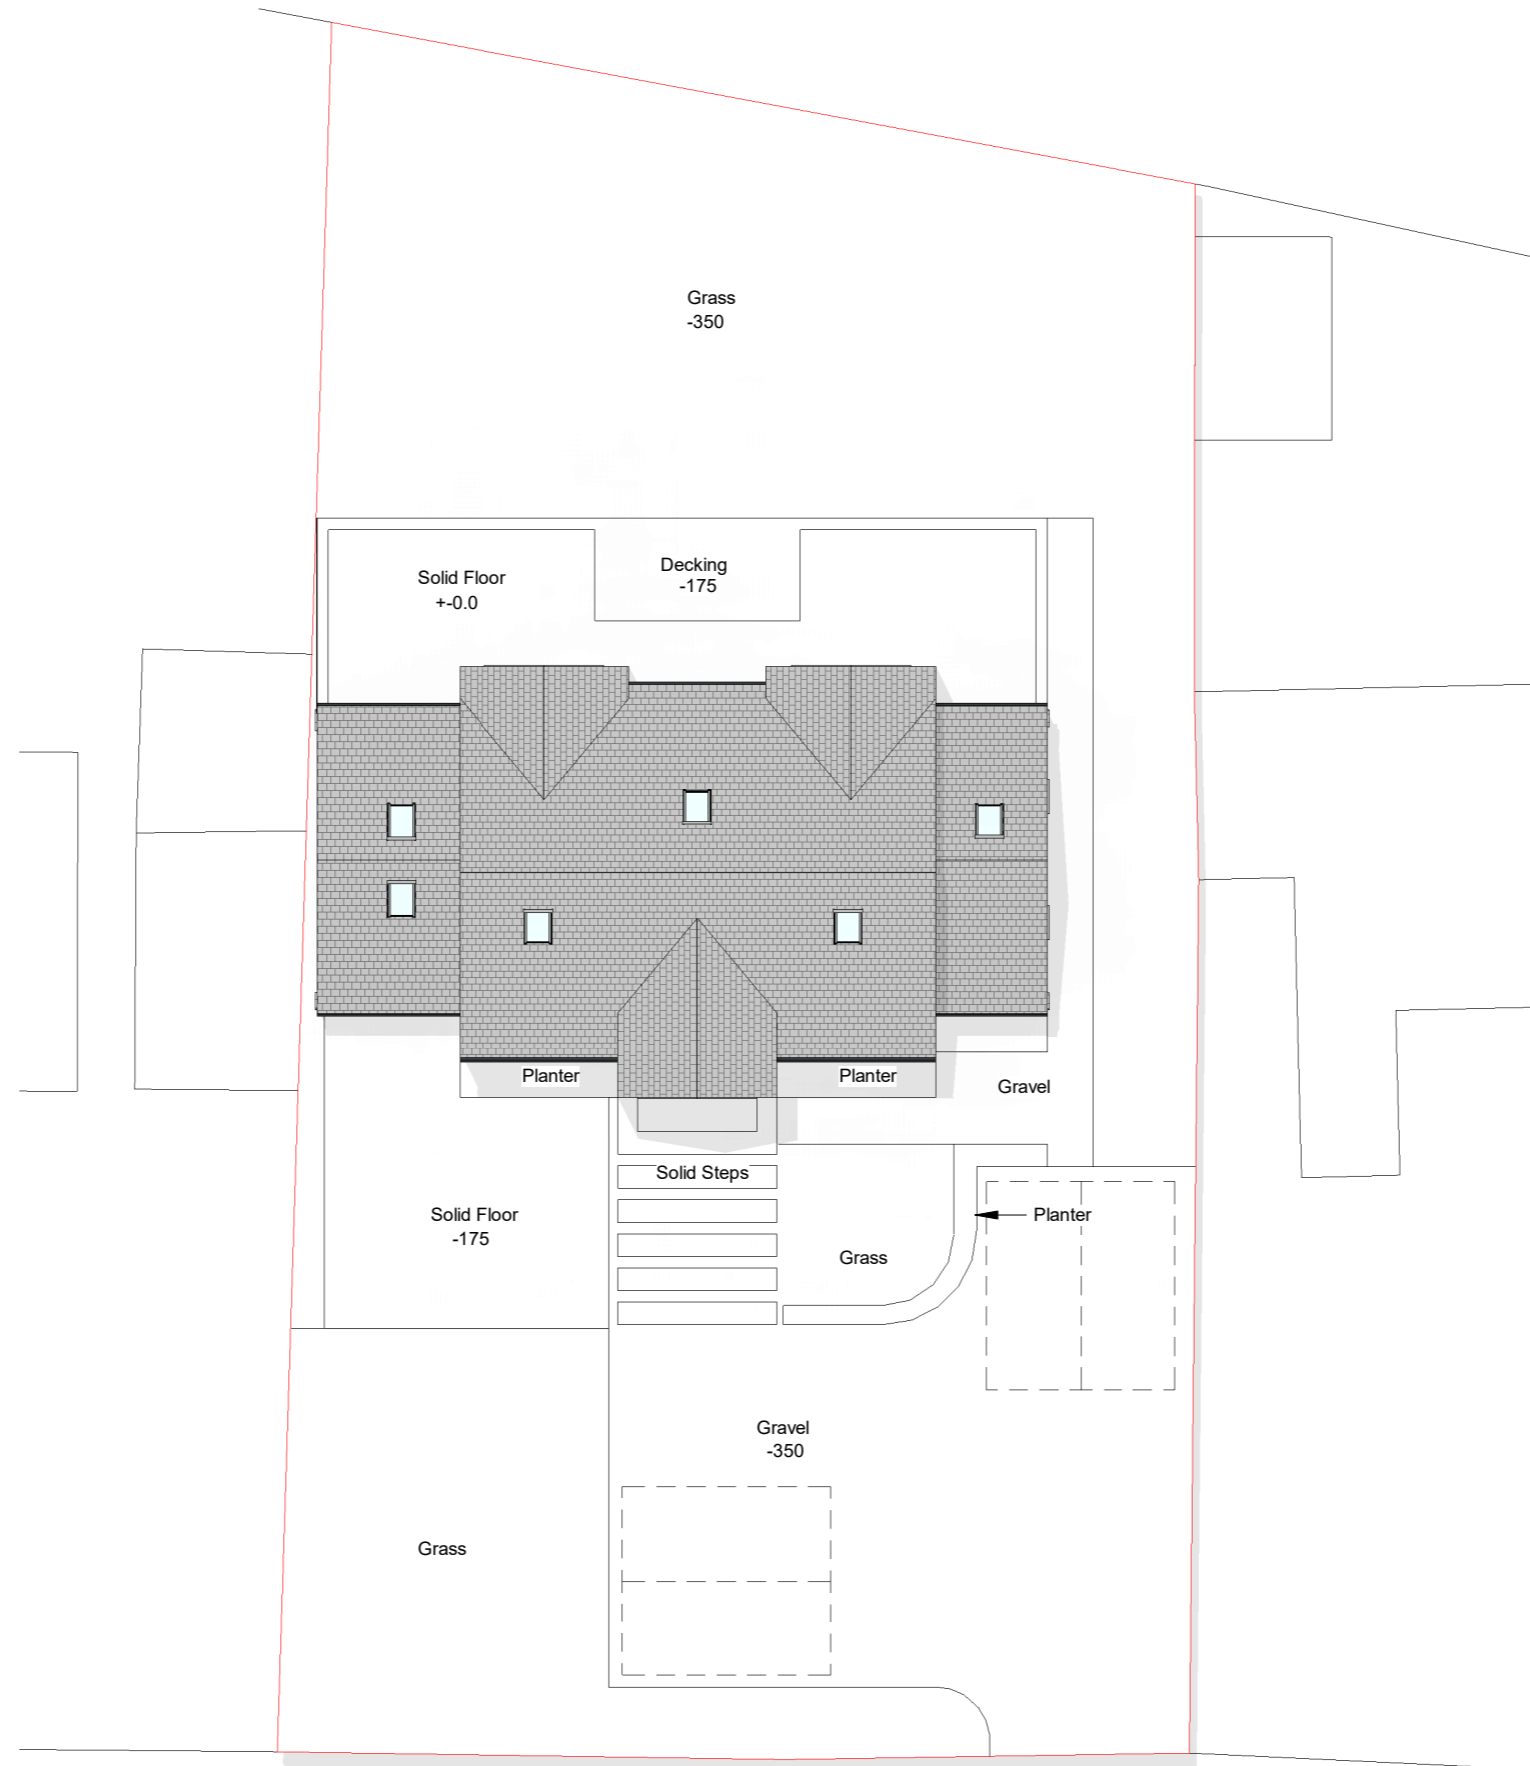 Grass
-350
Decking
-175
Solid Floor
+-0.0
Planter
Planter
Gravel
Solid Steps
Solid Floor
-175
Planter
Grass
Gravel
-350
Grass